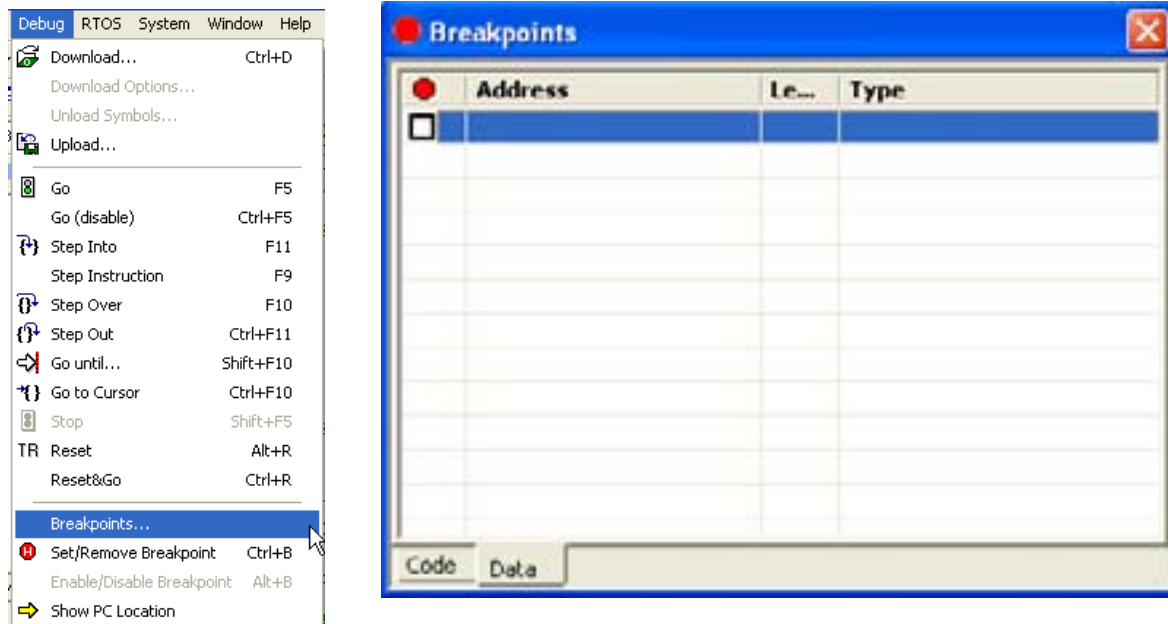 Debug RTOS System Window Help
Download... Ctrl+D
Download Options...
Unload Symbols...
Upload...
Go F5
Go (disable) Ctrl+F5
Step Into F11
Step Instruction F9
Step Over F10
Step Out Ctrl+F11
Go until... Shift+F10
Go to Cursor Ctrl+F10
Stop Shift+F5
TR Reset Alt+R
Reset&Go Ctrl+R
Breakpoints...
H Set/Remove Breakpoint Ctrl+B
Enable/Disable Breakpoint Alt+B
Show PC Location
Breakpoints
Address Le... Type
Code Data